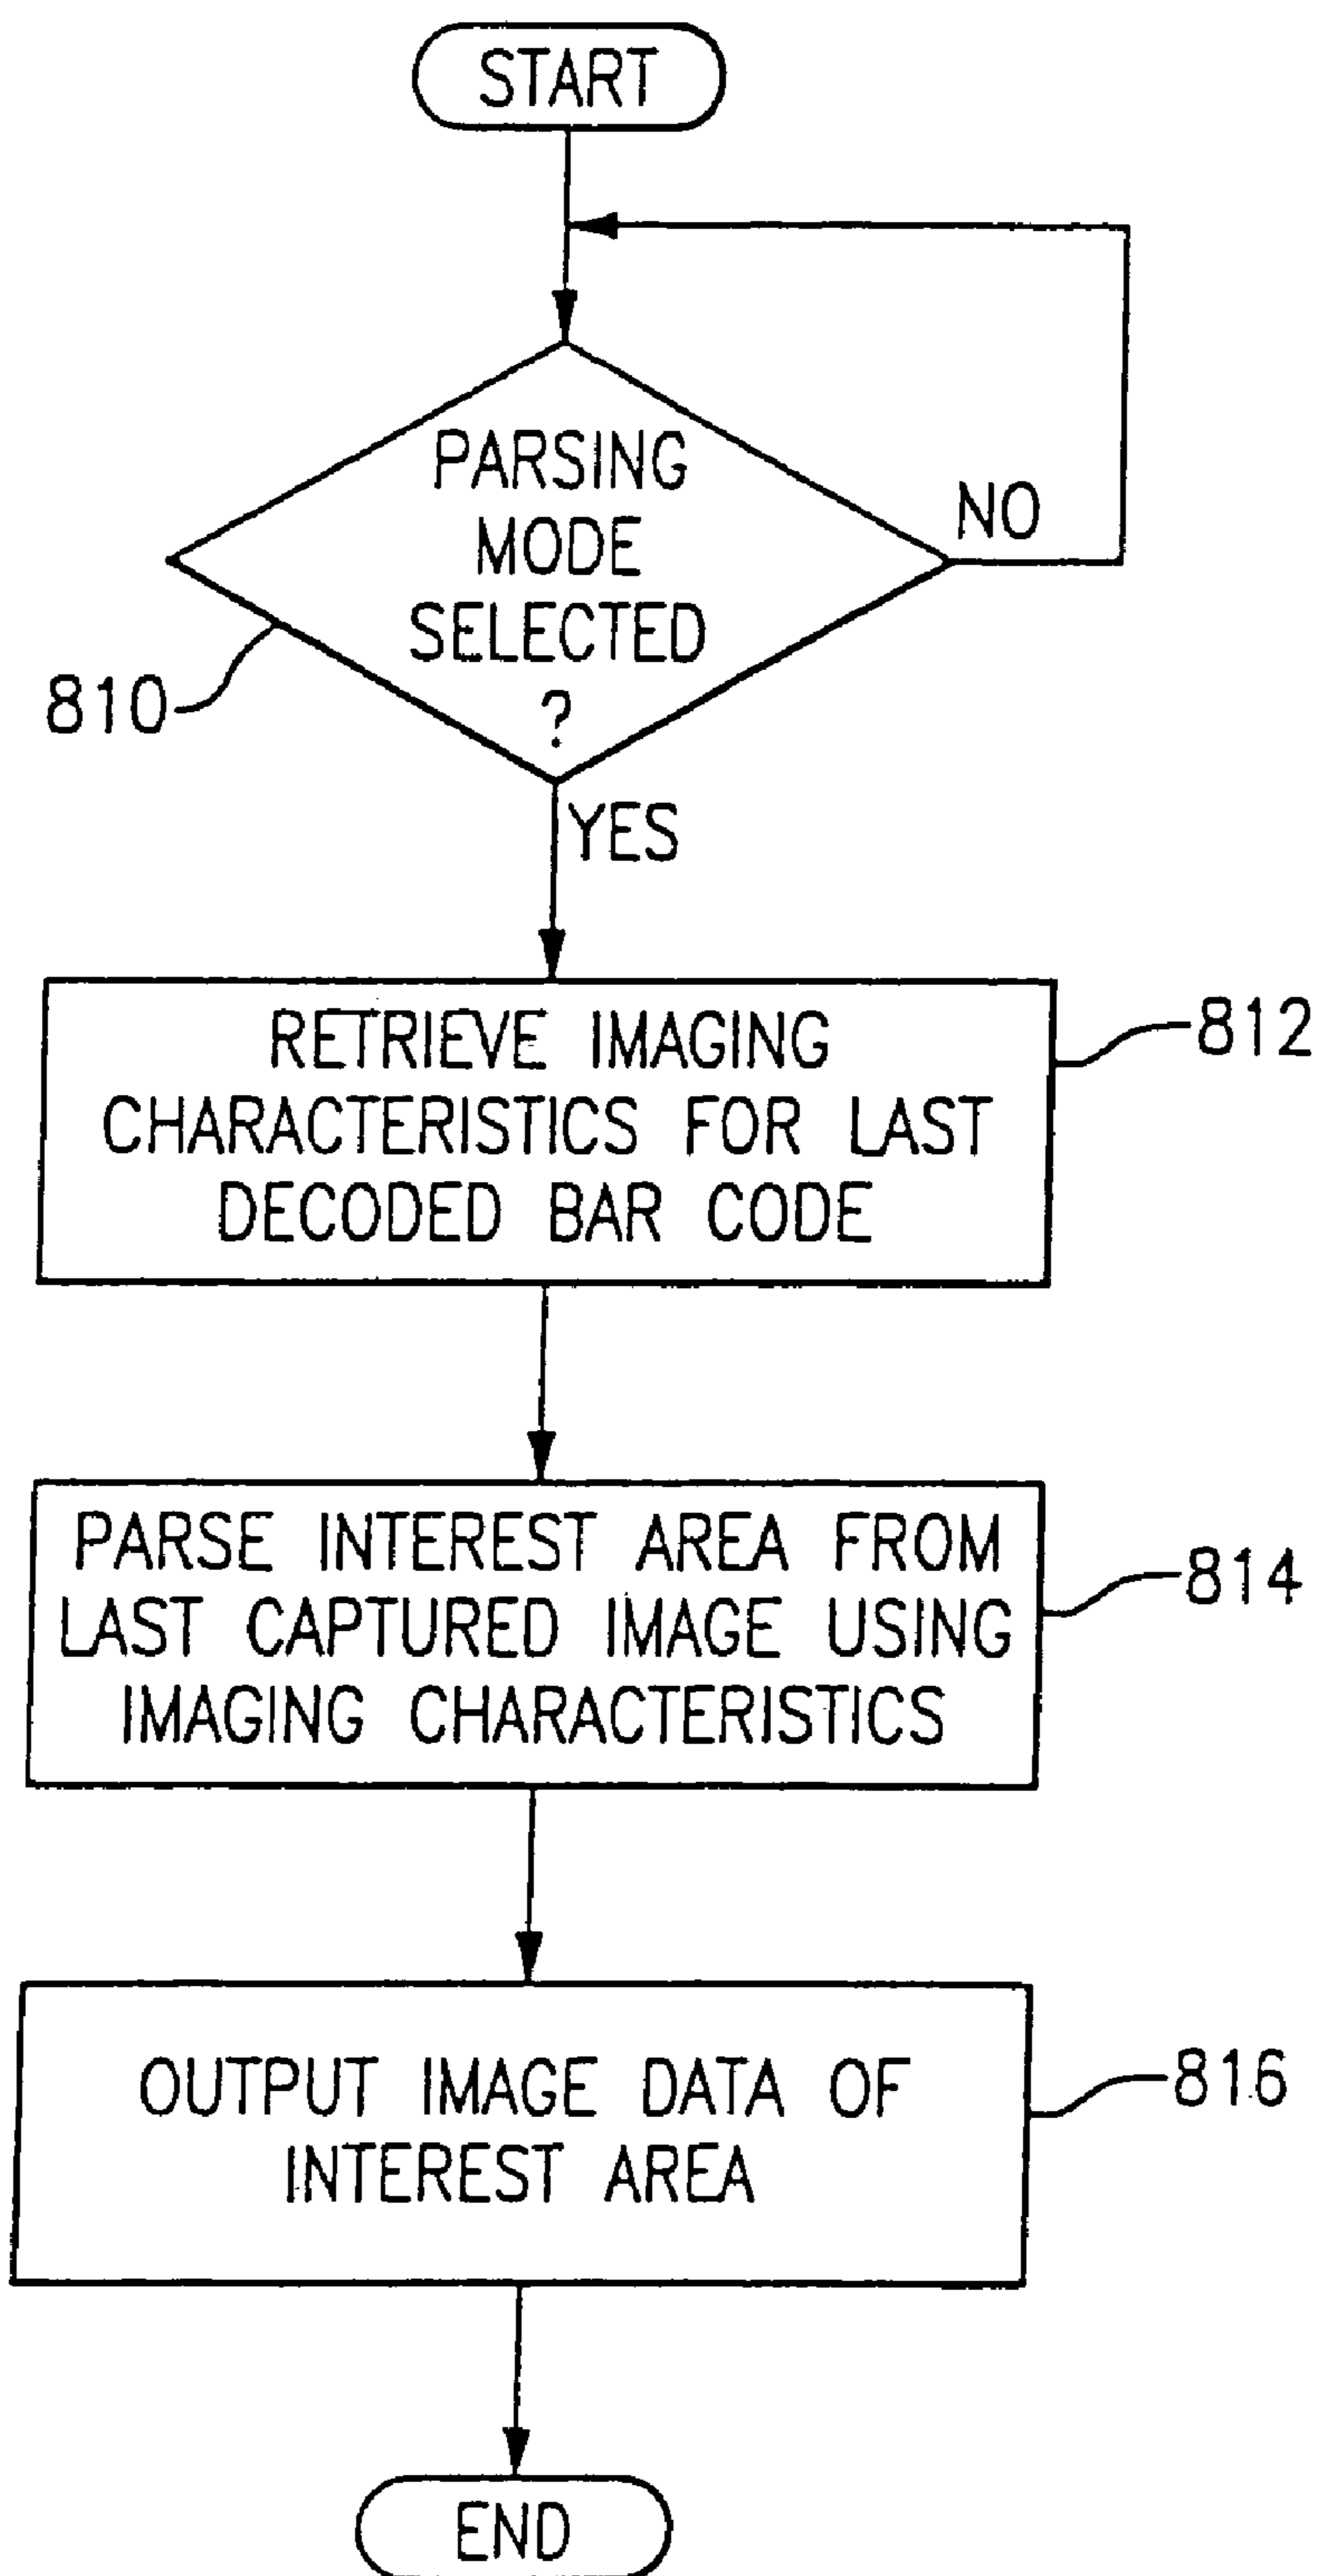 START
PARSING
MODE
SELECTED
?
NO
810
YES
RETRIEVE IMAGING
CHARACTERISTICS FOR LAST
DECODED BAR CODE
812
PARSE INTEREST AREA FROM
LAST CAPTURED IMAGE USING
IMAGING CHARACTERISTICS
814
OUTPUT IMAGE DATA OF
INTEREST AREA
816
END